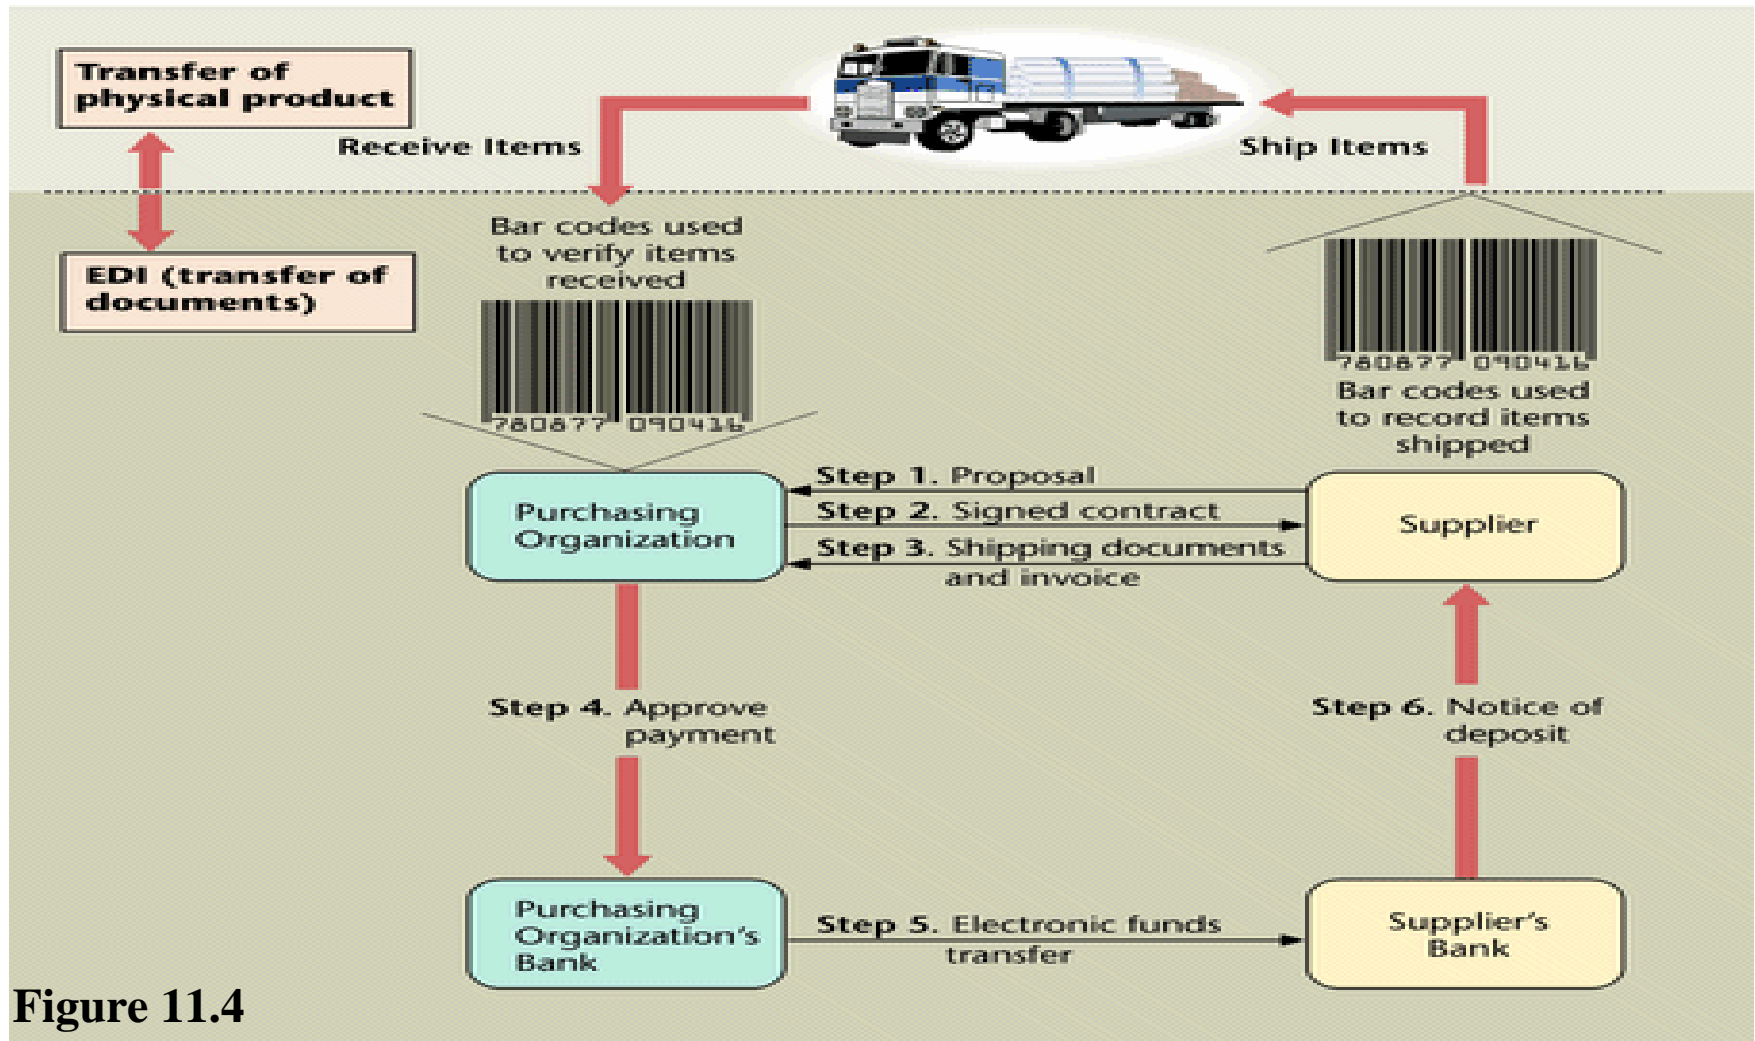 Transfer of
physical product
Receive Items
Ship Items
EDI (transfer of
documents)
Bar codes used
to verify items
received
780877 090416
780877 090416
Bar codes used
to record items
shipped
Purchasing
Organization
Step 1. Proposal
Step 2. Signed contract
Step 3. Shipping documents
and invoice
Supplier
Step 4. Approve
payment
Step 6. Notice of
deposit
Purchasing
Organization's
Bank
Step 5. Electronic funds
transfer
Supplier's
Bank
Figure 11.4